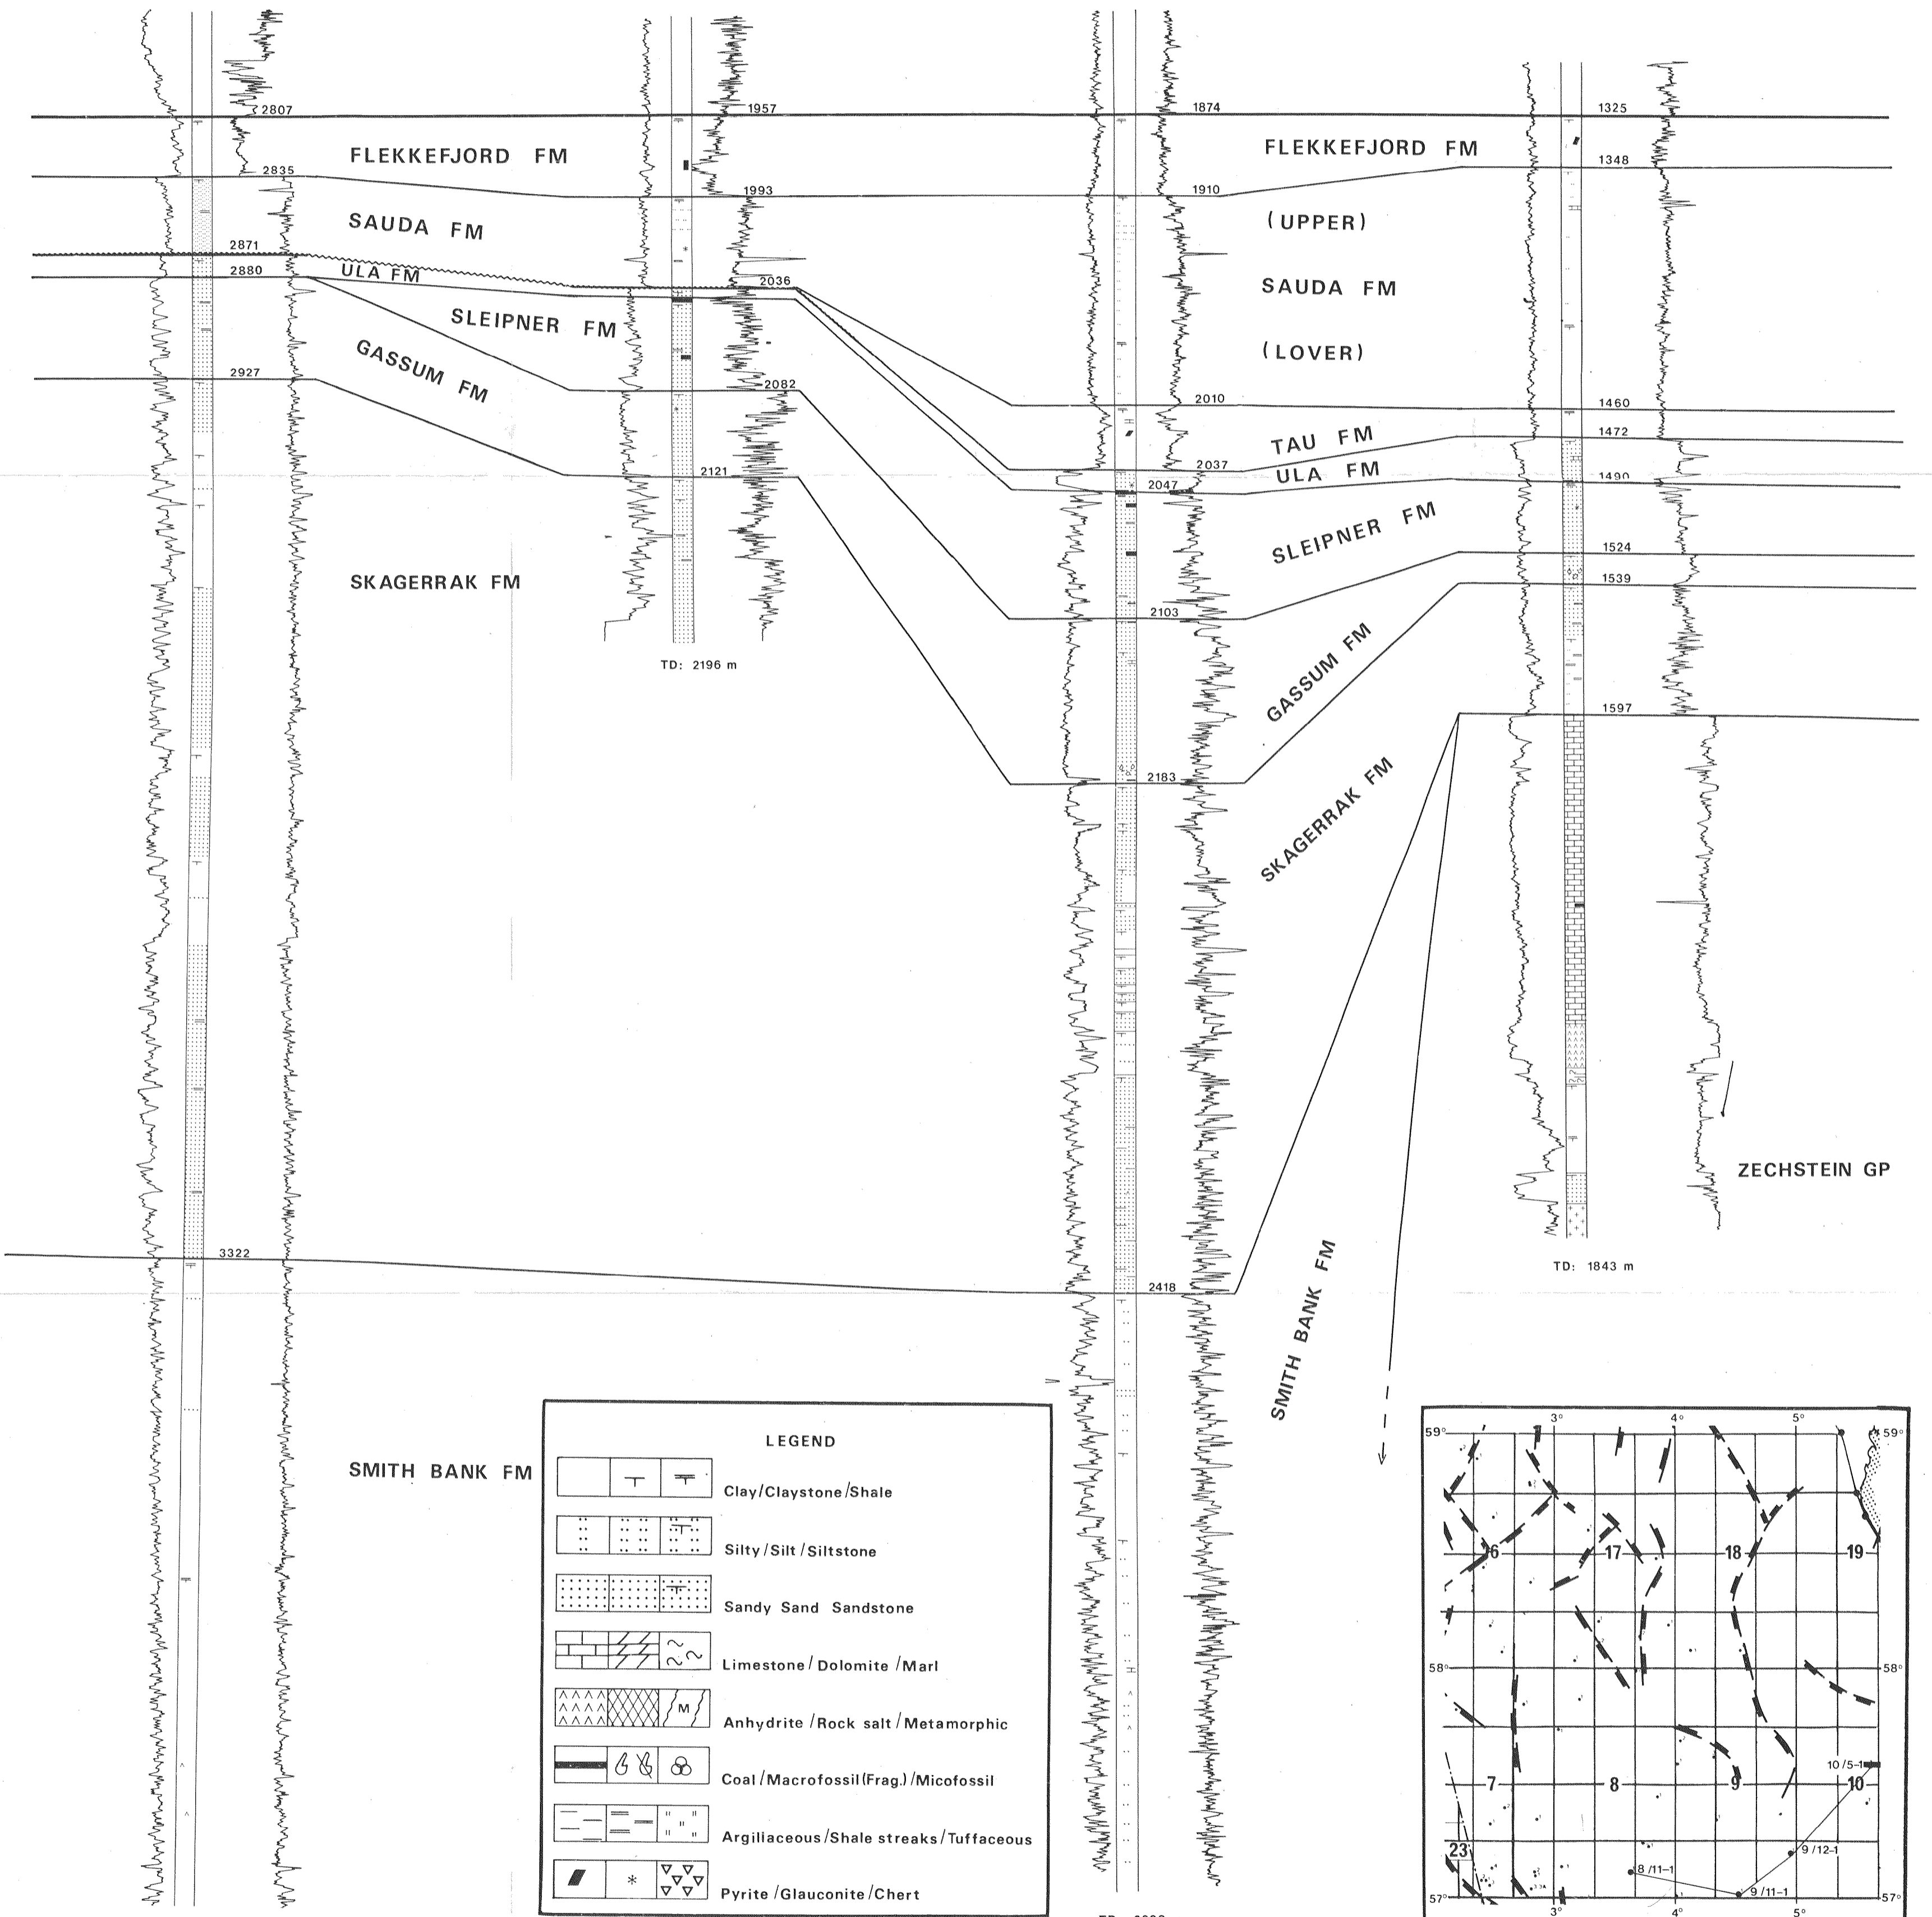 2807
1957
1874
1325
FLEKKEFJORD FM
FLEKKEFJORD FM
2835
1993
1910
1348
SAUDA FM
(UPPER)
2871
2880
ULA FM
2036
SAUDA FM
SLEIPNER FM
GASSUM FM
(LOVER)
2927
2082
2010
1460
TAU FM
1472
2121
2037
ULA FM
2047
1490
SLEIPNER FM
1524
SKAGERRAK FM
1539
2103
TD: 2196 m
GASSUM FM
1597
2183
SKAGERRAK FM
ZECHSTEIN GP
3322
TD: 1843 m
2418
SMITH BANK FM
SMITH BANK FM
LEGEND
Clay/Claystone/Shale
Silty/Silt/Siltstone
Sandy Sand Sandstone
Limestone/Dolomite/Marl
M
Anhydrite/Rock salt/Metamorphic
Coal/Macrofossil(Frag.)/Micofossil
Argiliaceous/Shale streaks/Tuffaceous
Pyrite/Glauconite/Chert
3° 4° 5°
59° 59°
6 17 18 19
58° 58°
10/5-1
7 8 9 10
23
9/12-1
8/11-1
9/11-1
57° 57°
3° 4° 5°